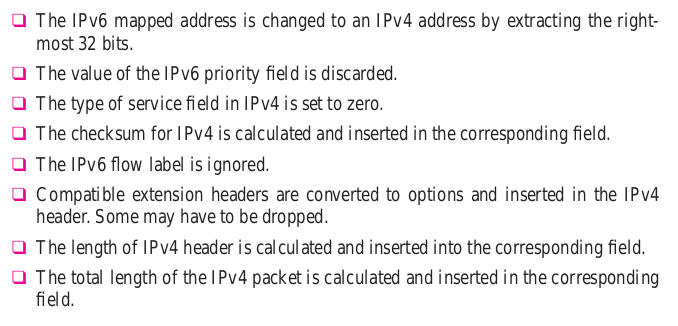 ❑ The IPv6 mapped address is changed to an IPv4 address by extracting the right-
most 32 bits.
❑ The value of the IPv6 priority field is discarded.
❑ The type of service field in IPv4 is set to zero.
❑ The checksum for IPv4 is calculated and inserted in the corresponding field.
❑ The IPv6 flow label is ignored.
❑ Compatible extension headers are converted to options and inserted in the IPv4
header. Some may have to be dropped.
❑ The length of IPv4 header is calculated and inserted into the corresponding field.
❑ The total length of the IPv4 packet is calculated and inserted in the corresponding
field.